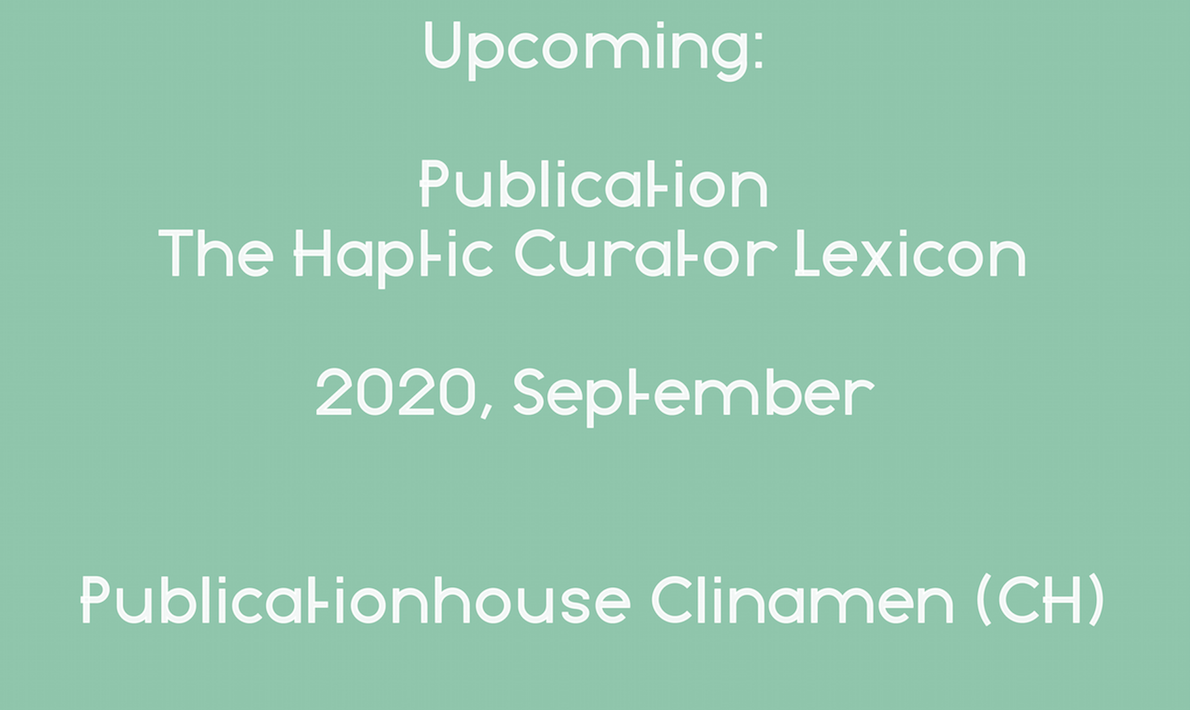 Upcoming:
Publication
The Haptic Curator Lexicon
2020, September
Publicationhouse Clinamen (CH)